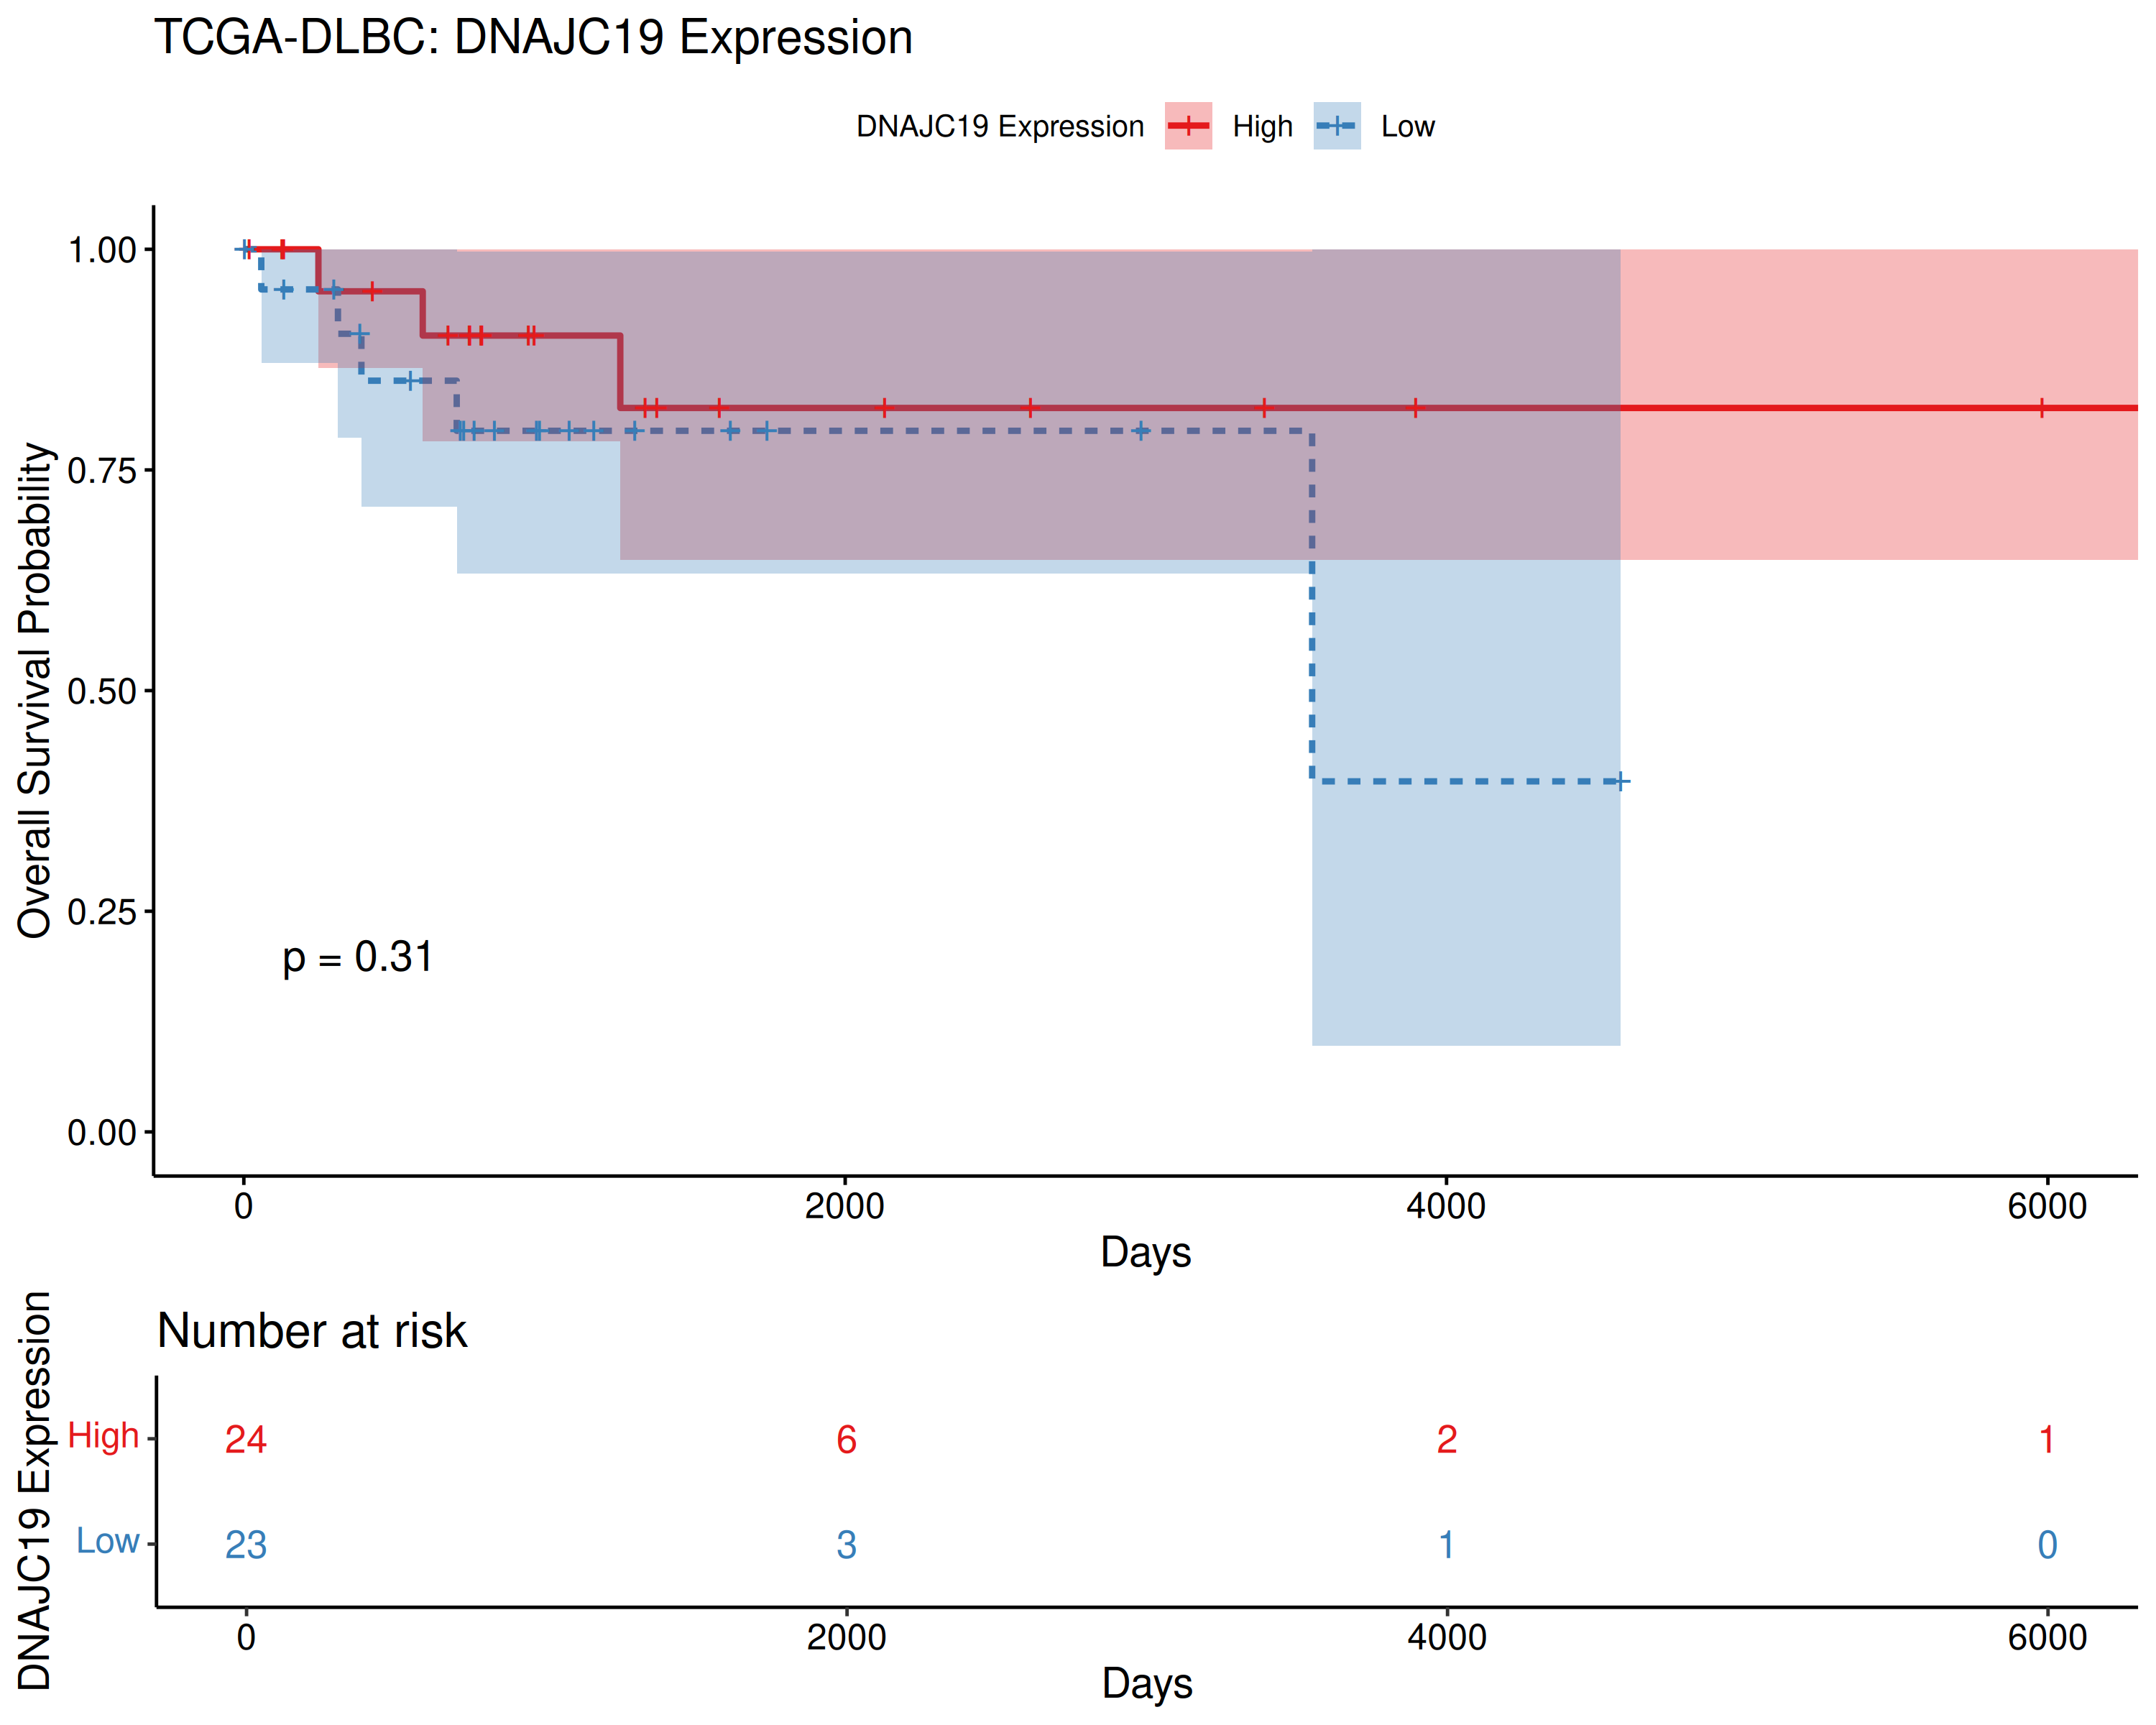 TCGA-DLBC: DNAJC19 Expression
DNAJC19 Expression High Low
Overall Survival Probability
1.00
0.75
0.50
0.25
0.00
p = 0.31
0 2000 4000 6000
Days
Number at risk
DNAJC19 Expression
High 24 6 2 1
Low 23 3 1 0
0 2000 4000 6000
Days